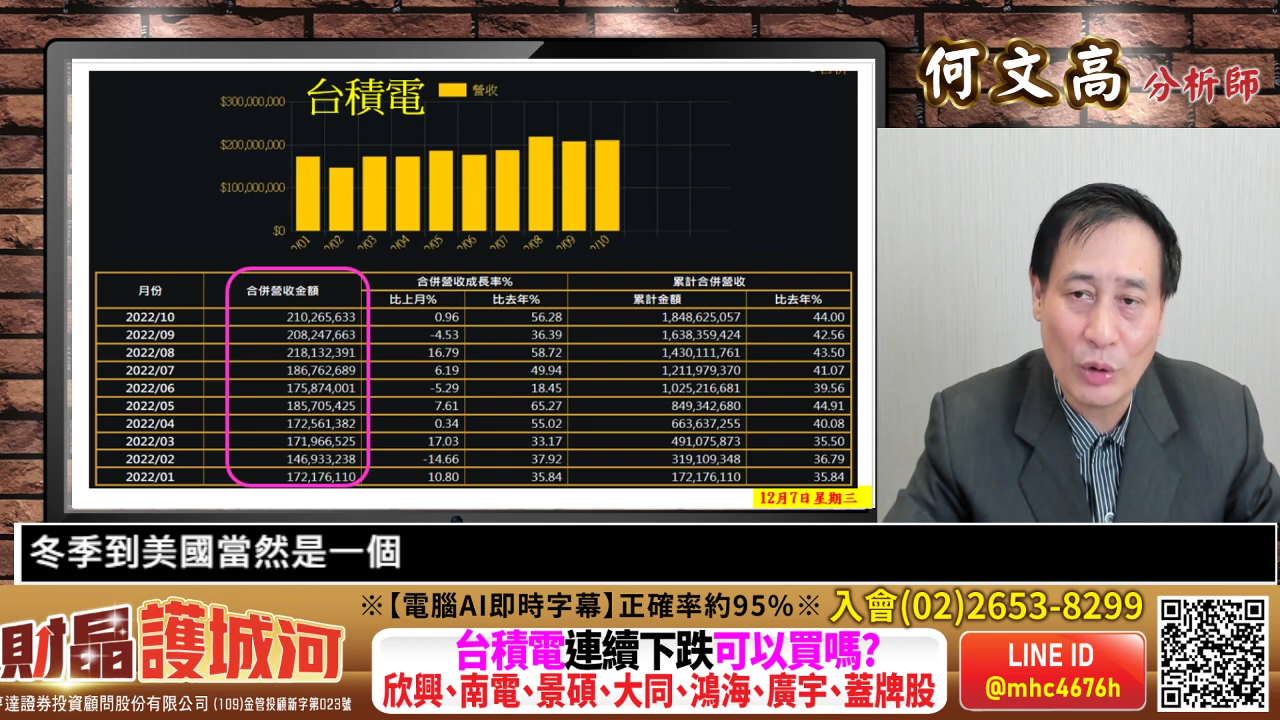 何文高 分析師
台積電
營收
$300,000,000
$200,000,000
$100,000,000
$0
月份 合併營收金額 合併營收成長率% 累計合併營收
比上月% 比去年% 累計金額 比去年%
2022/10 210,265,633 0.96 56.28 1,848,625,057 44.00
2022/09 208,247,663 -4.53 36.39 1,638,359,424 42.56
2022/08 218,132,391 16.79 58.72 1,430,111,761 43.50
2022/07 186,762,689 6.19 49.94 1,211,979,370 41.07
2022/06 175,874,001 -5.29 18.45 1,025,216,681 39.56
2022/05 185,705,425 7.61 65.27 849,342,680 44.91
2022/04 172,561,382 0.34 55.02 663,637,255 40.08
2022/03 171,966,525 17.03 33.17 491,075,873 35.50
2022/02 146,933,238 -14.66 37.92 319,109,348 36.79
2022/01 172,176,110 10.80 35.84 172,176,110 35.84
12月7日星期三
冬季到美國當然是一個
※【電腦AI即時字幕】正確率約95%※ 入會(02)2653-8299
財晶護城河
達證券投資顧問股份有限公司 (109)金管投顧新字第023號
台積電連續下跌可以買嗎?
欣興、南電、景碩、大同、鴻海、廣宇、蓋牌股
LINE ID
@mhc4676h